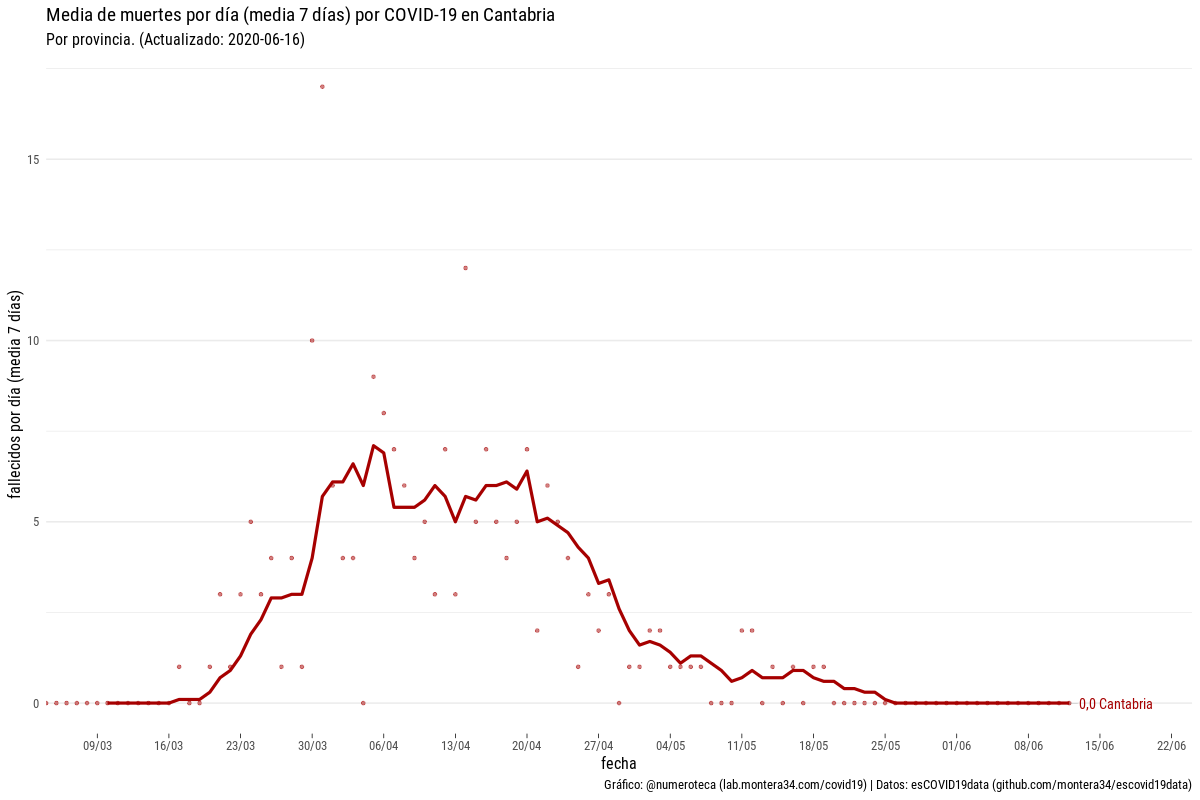 Media de muertes por día (media 7 días) por COVID-19 en Cantabria
Por provincia. (Actualizado: 2020-06-16)
fallecidos por día (media 7 días)
15
10
5
0
0,0 Cantabria
09/03 16/03 23/03 30/03 06/04 13/04 20/04 27/04 04/05 11/05 18/05 25/05 01/06 08/06 15/06 22/06
fecha
Gráfico: @numeroteca (lab.montera34.com/covid19) | Datos: esCOVID19data (github.com/montera34/escovid19data)